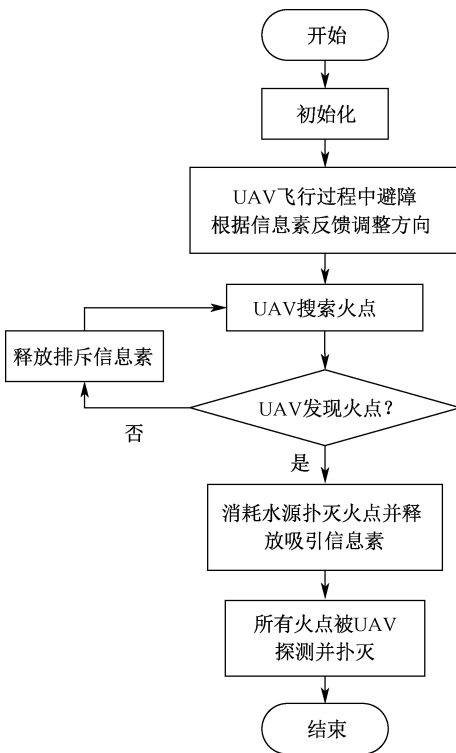 开始
初始化
UAV飞行过程中避障
根据信息素反馈调整方向
UAV搜索火点
释放排斥信息素
UAV发现火点?
否
是
消耗水源扑灭火点并释
放吸引信息素
所有火点被UAV
探测并扑灭
结束